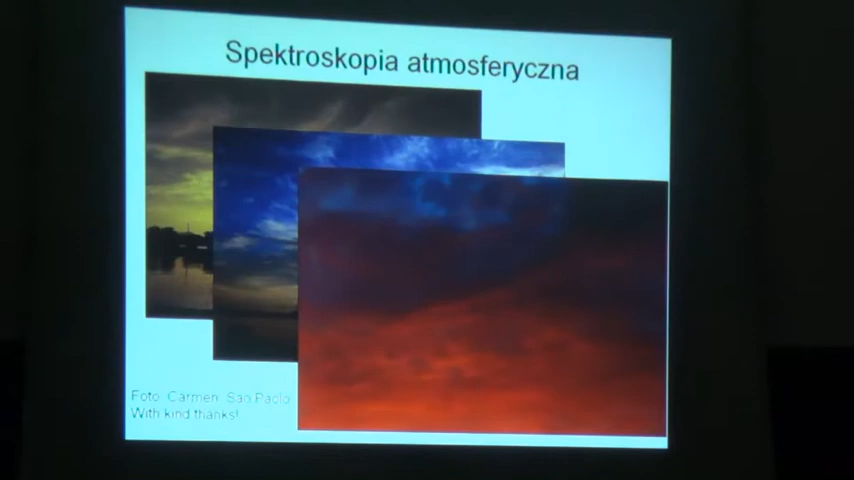 Spektroskopia atmosferyczna
Foto: Carmen, Sao Paolo
With kind thanks!